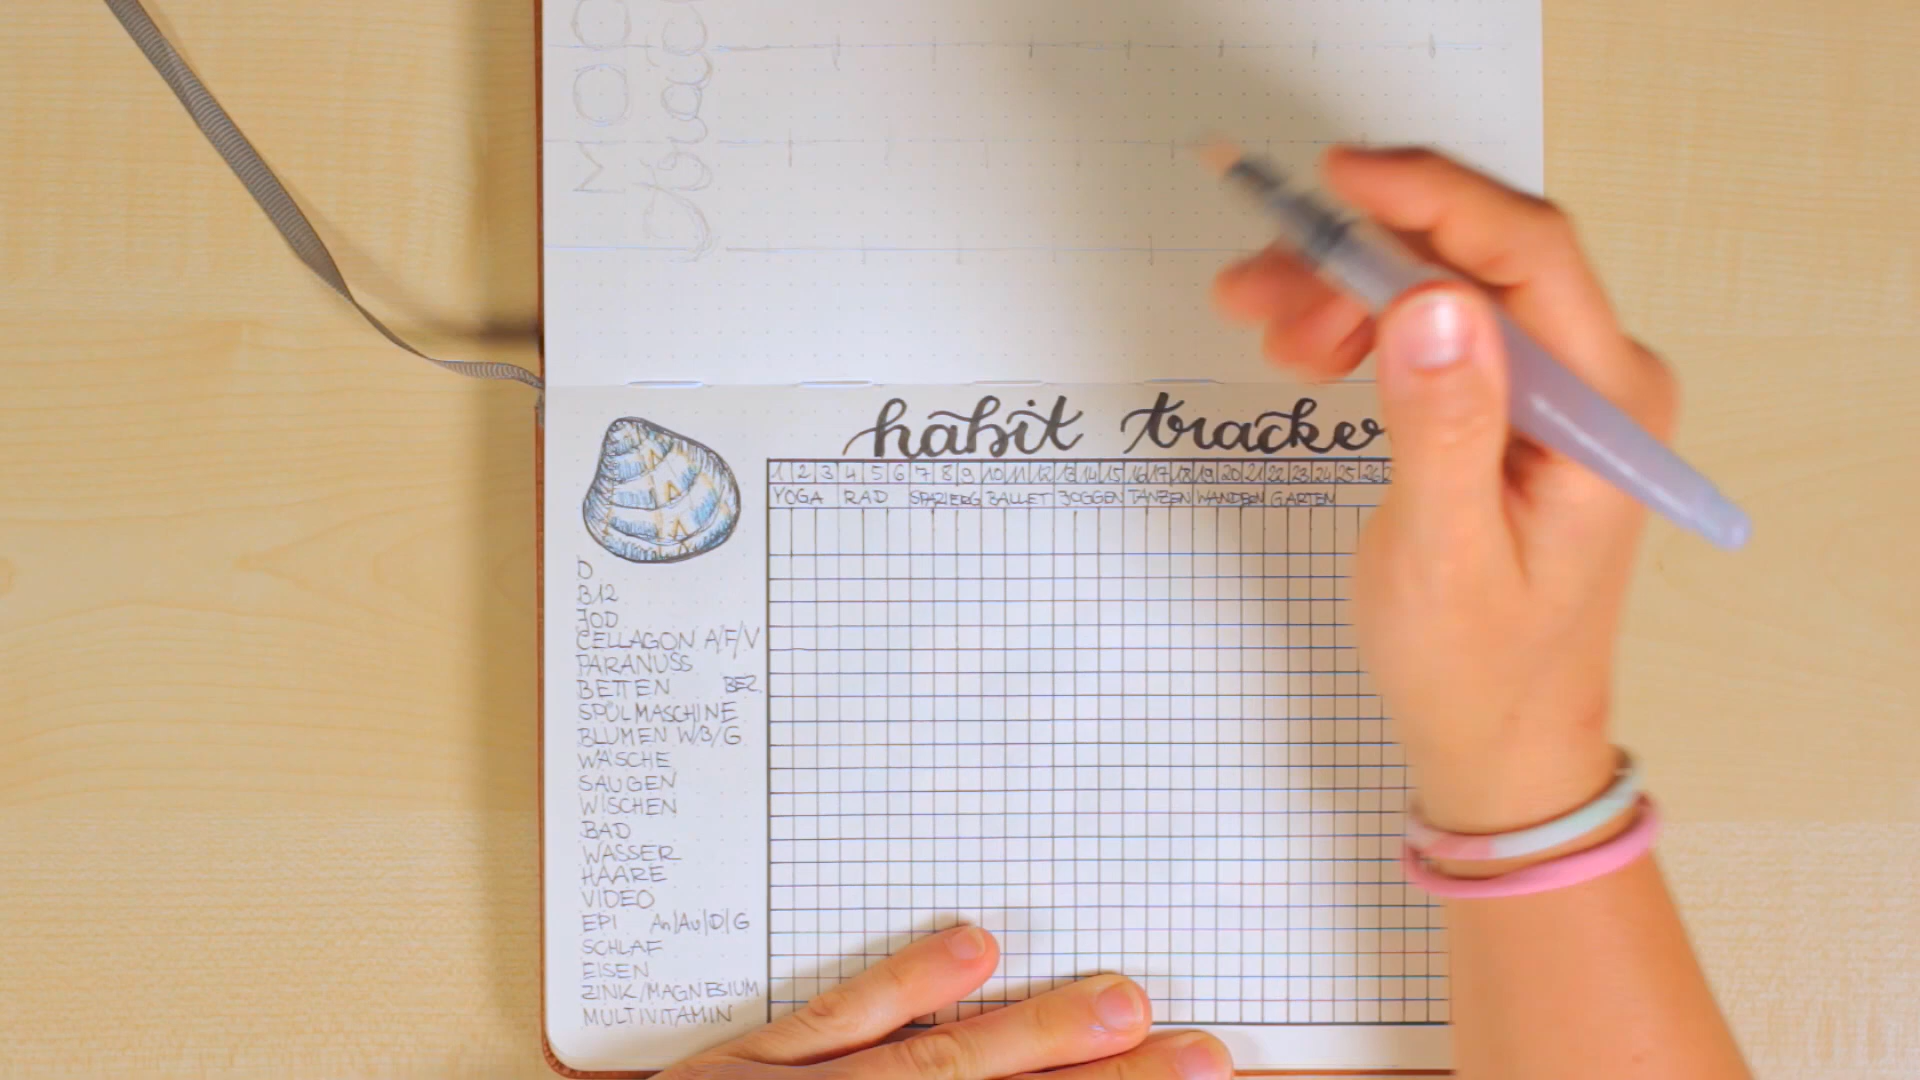 MOO
trac
habit tracker
1 2 3 4 5 6 7 8 9 10 11 12 13 14 15 16 17 18 19 20 21 22 23 24 25 26
YOGA RAD SPAZIERG BALLET JOGGEN TANZEN WANDERN GARTEN
D
B12
JOD
CELLAGON A/F/V
PARANUSS
BETTEN BEZ.
SPÜLMASCHINE
BLUMEN W/B/G
WÄSCHE
SAUGEN
WISCHEN
BAD
WASSER
HAARE
VIDEO
EPI An/Au/D/G
SCHLAF
EISEN
ZINK/MAGNESIUM
MULTIVITAMIN